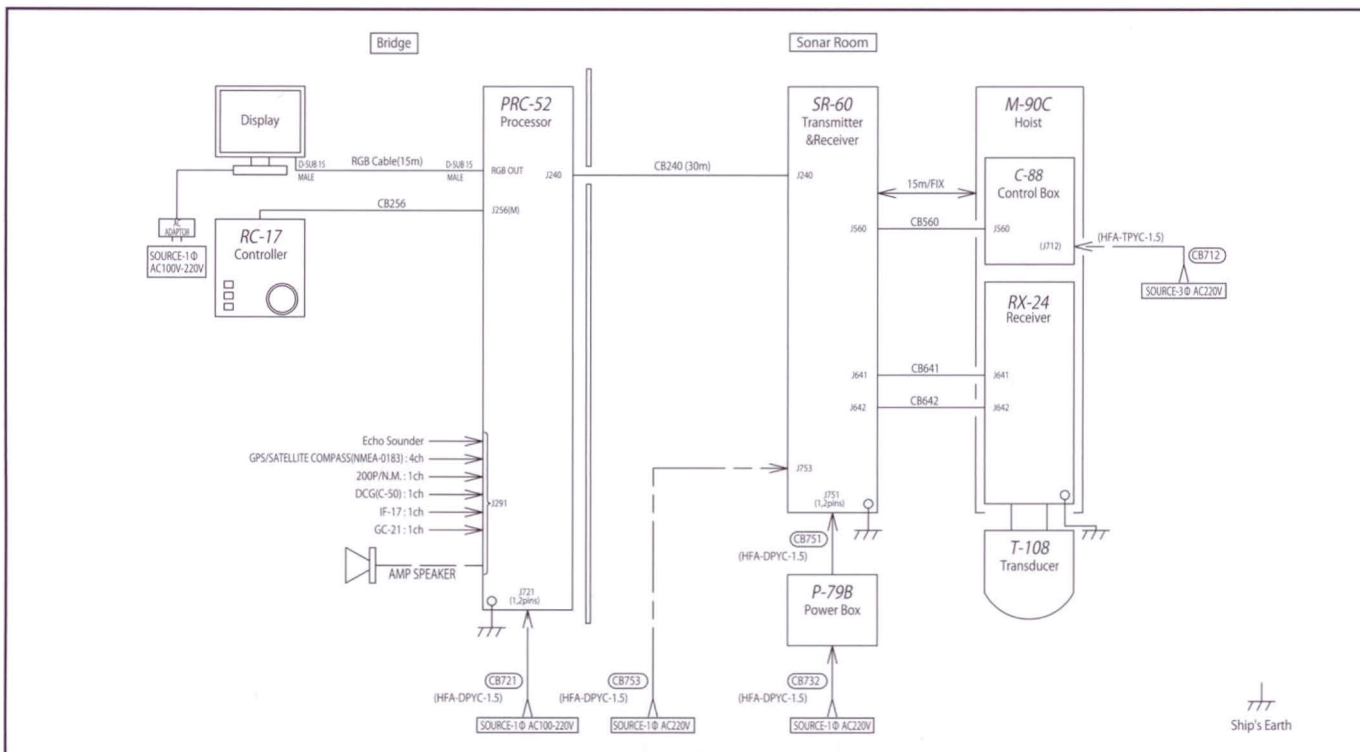 Bridge
Sonar Room
Display
D-SUB 15
MALE
RGB Cable(15m)
D-SUB 15
MALE
AC
ADAPTOR
SOURCE-1Φ
AC100V-220V
RC-17
Controller
CB256
PRC-52
Processor
RGB OUT
J240
J256(M)
CB240 (30m)
SR-60
Transmitter
&Receiver
J240
J560
15m/FIX
CB560
M-90C
Hoist
C-88
Control Box
J560
(J712)
(HFA-TPYC-1.5)
CB712
SOURCE-3Φ AC220V
RX-24
Receiver
J641
CB641
J641
J642
CB642
J642
Echo Sounder
GPS/SATELLITE COMPASS(NMEA-0183) : 4ch
200P/N.M. : 1ch
DCG(C-50) : 1ch
IF-17 : 1ch
GC-21 : 1ch
J291
AMP SPEAKER
J721
(1,2pins)
J753
J751
(1,2pins)
CB751
(HFA-DPYC-1.5)
P-79B
Power Box
T-108
Transducer
CB721
(HFA-DPYC-1.5)
SOURCE-1Φ AC100-220V
CB753
(HFA-DPYC-1.5)
SOURCE-1Φ AC220V
CB732
(HFA-DPYC-1.5)
SOURCE-1Φ AC220V
Ship's Earth